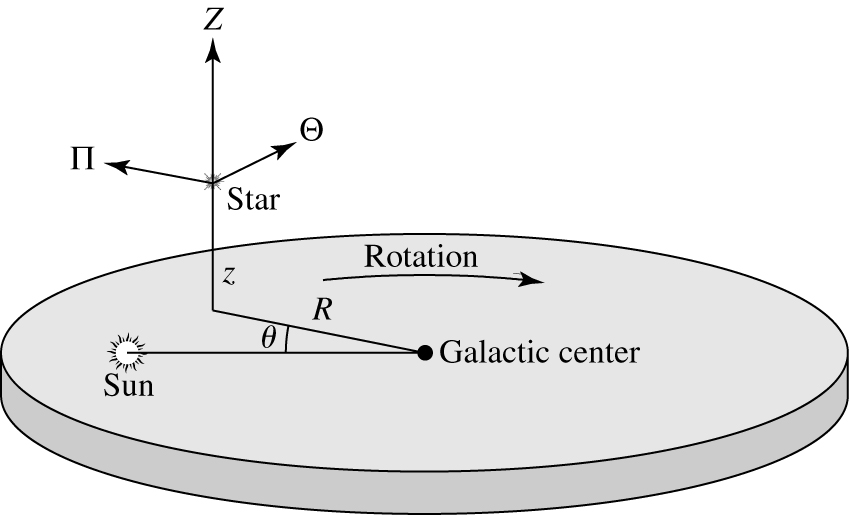 Z
Θ
Π
Star
Rotation
z
R
θ
Galactic center
Sun